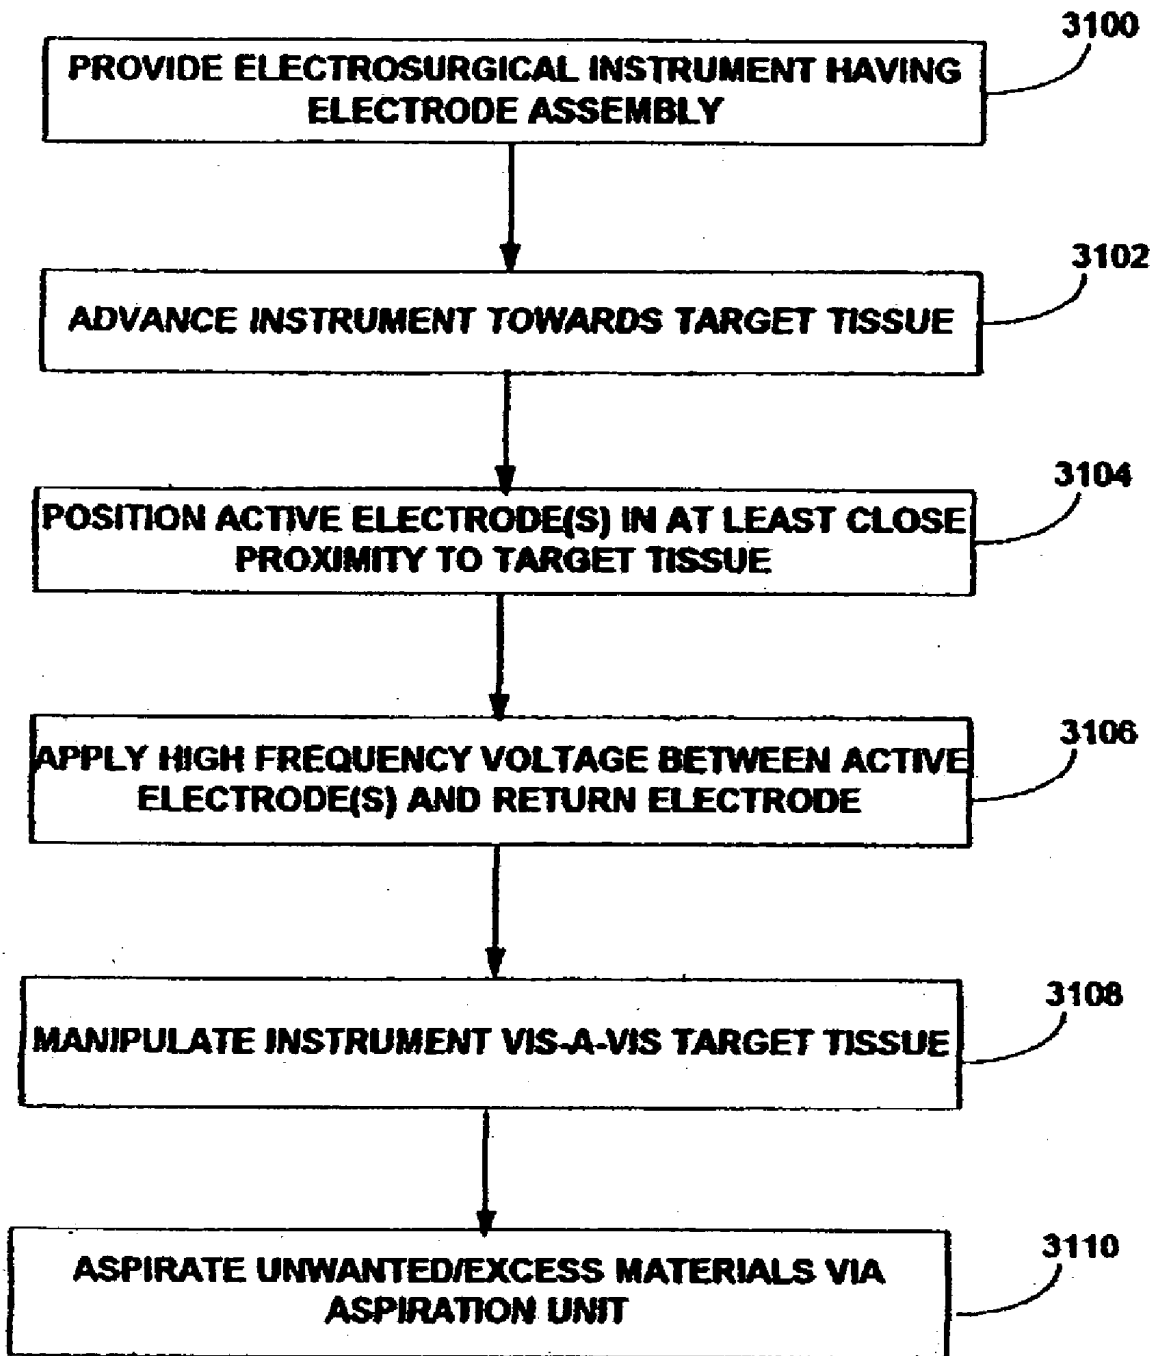 3100
PROVIDE ELECTROSURGICAL INSTRUMENT HAVING
ELECTRODE ASSEMBLY
3102
ADVANCE INSTRUMENT TOWARDS TARGET TISSUE
3104
POSITION ACTIVE ELECTRODE(S) IN AT LEAST CLOSE
PROXIMITY TO TARGET TISSUE
3106
APPLY HIGH FREQUENCY VOLTAGE BETWEEN ACTIVE
ELECTRODE(S) AND RETURN ELECTRODE
3108
MANIPULATE INSTRUMENT VIS-A-VIS TARGET TISSUE
3110
ASPIRATE UNWANTED/EXCESS MATERIALS VIA
ASPIRATION UNIT